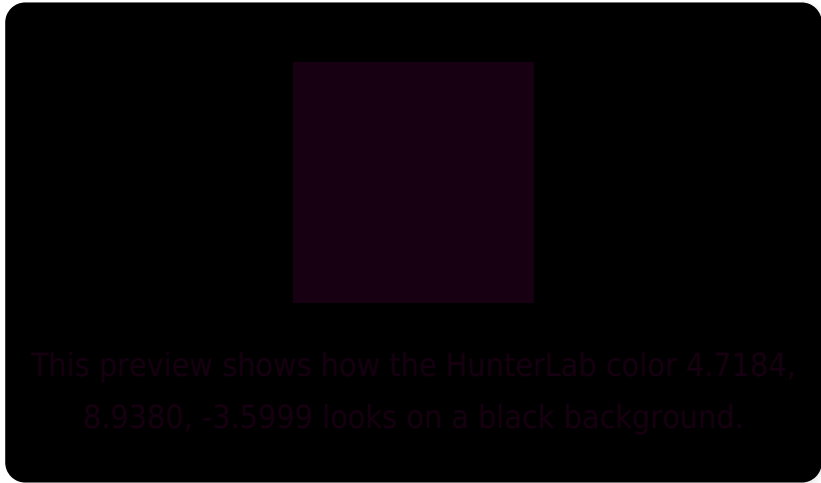 This preview shows how the HunterLab color 4.7184,
8.9380, -3.5999 looks on a black background.